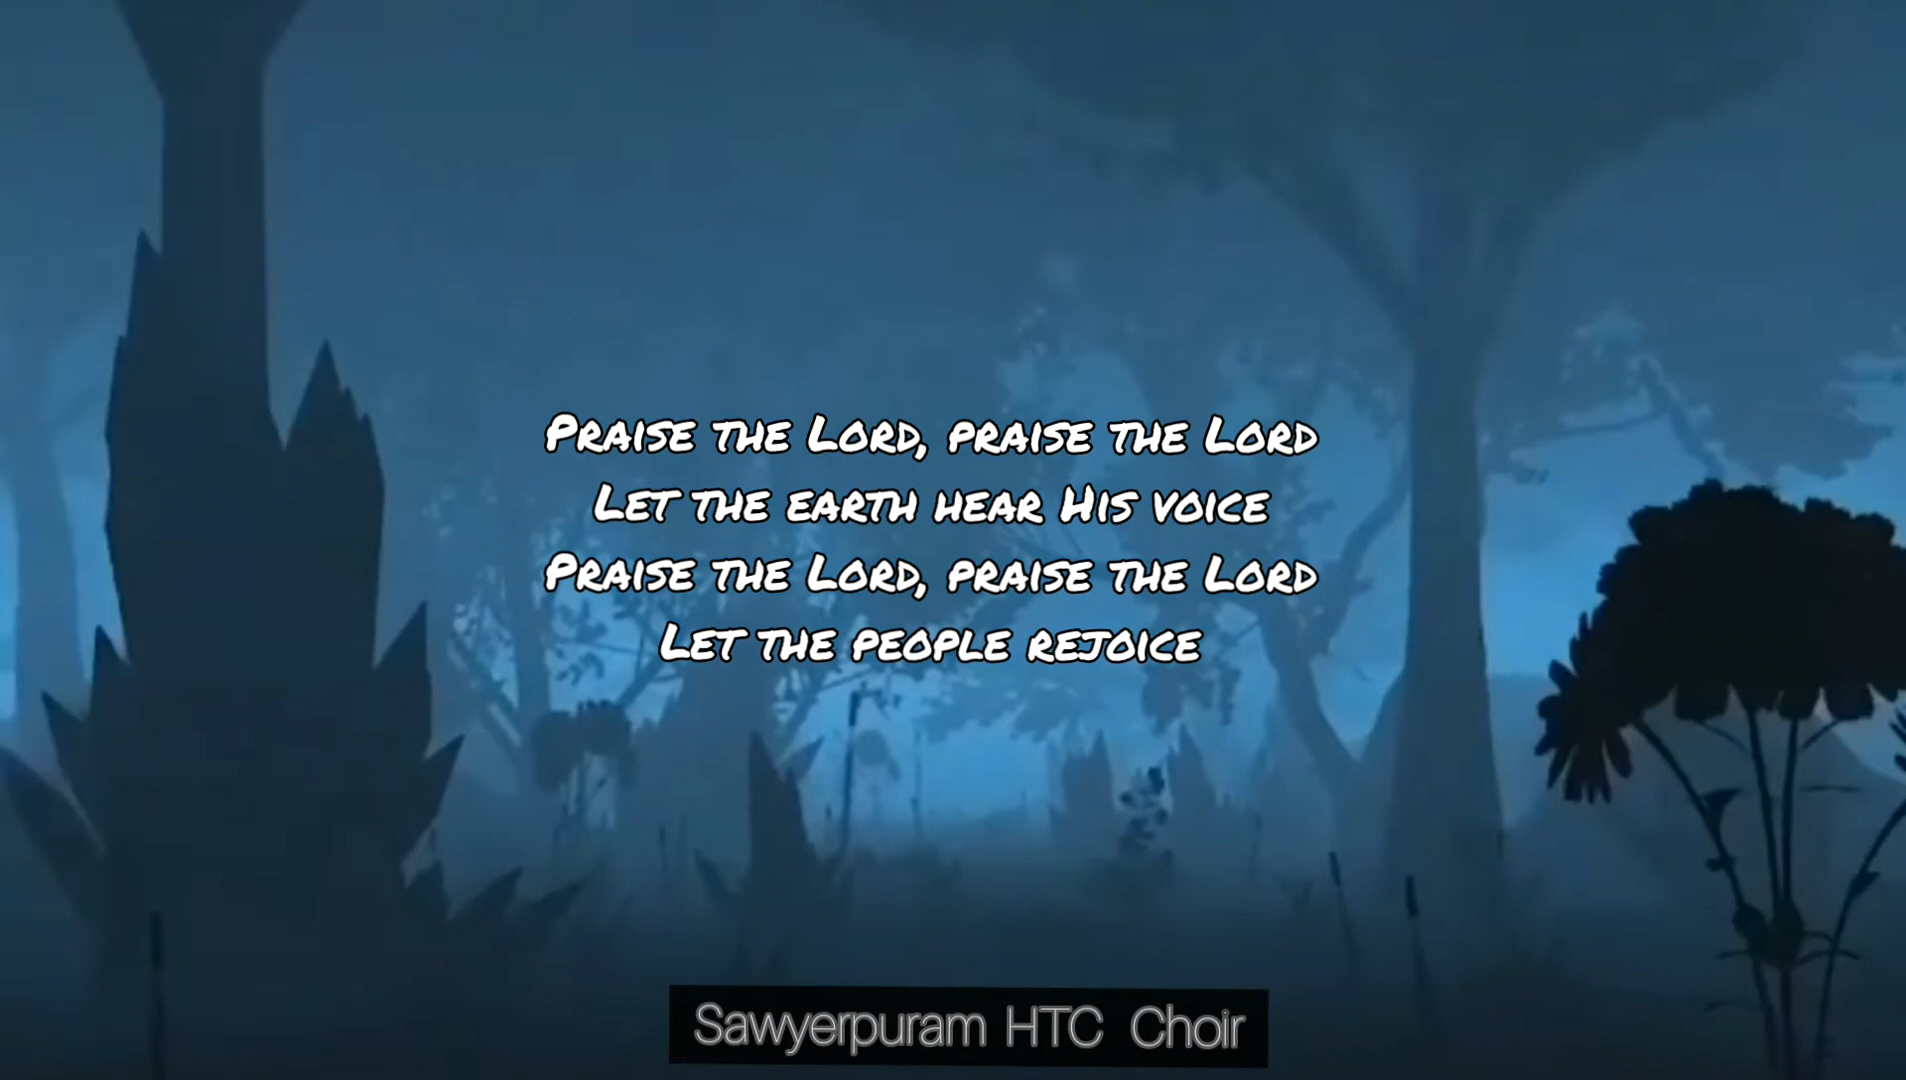 Praise the Lord, praise the Lord
Let the earth hear His voice
Praise the Lord, praise the Lord
Let the people rejoice
Sawyerpuram HTC Choir